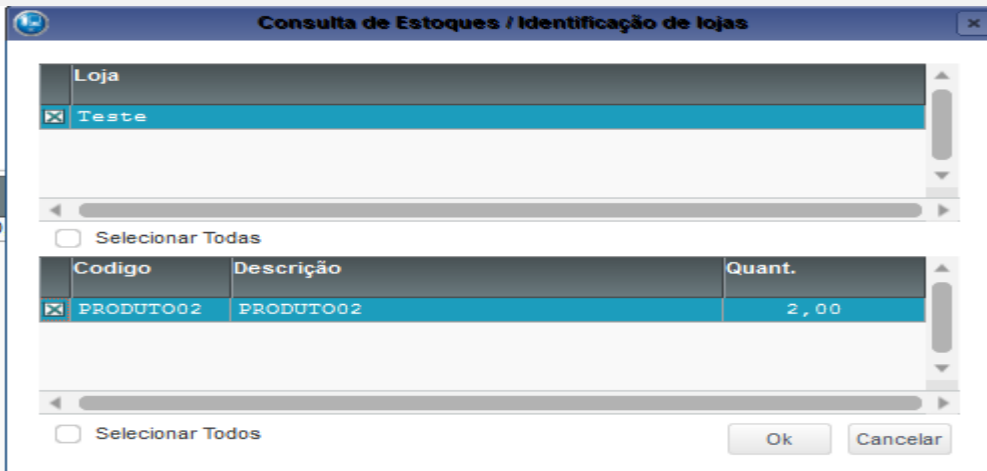 Consulta de Estoques / Identificação de lojas
Loja
Teste
Selecionar Todas
Codigo Descrição Quant.
PRODUTO02 PRODUTO02 2,00
Selecionar Todos
Ok Cancelar